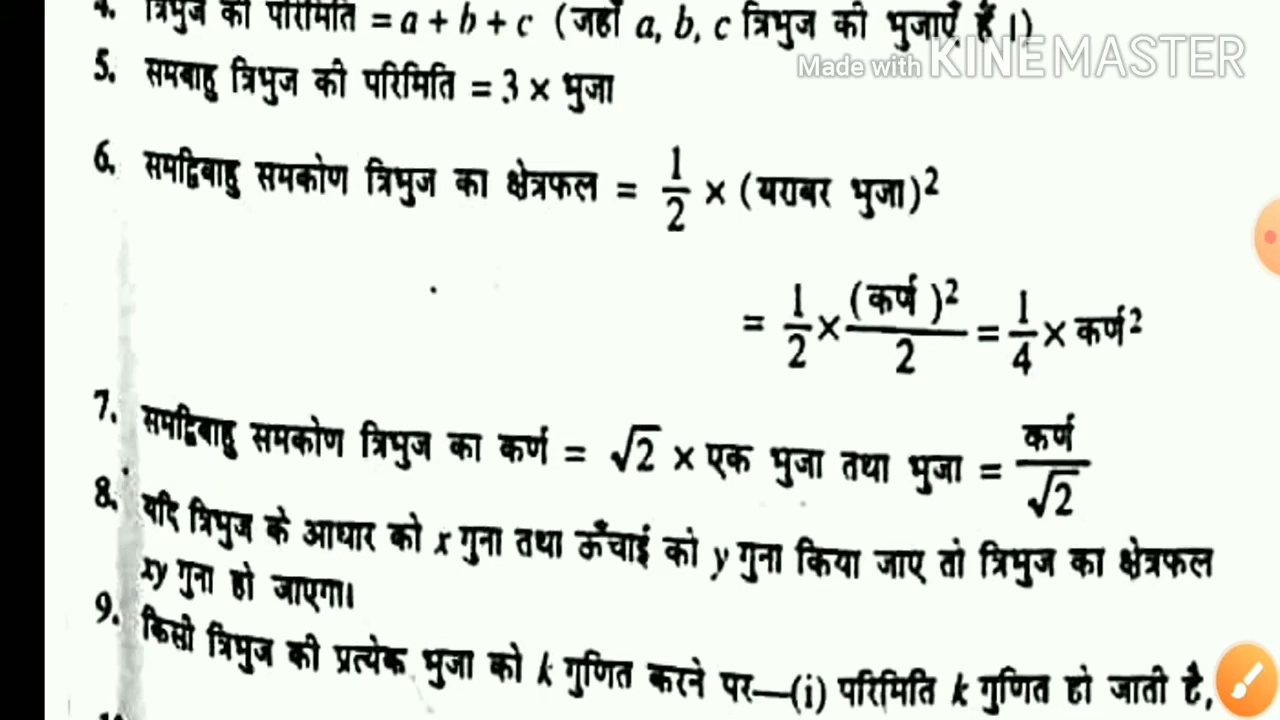 4. त्रिभुज की परिमिति = a + b + c (जहाँ a, b, c त्रिभुज की भुजाएँ हैं ।)
Made with KINEMASTER
5. समबाहु त्रिभुज की परिमिति = 3 × भुजा
6. समद्विबाहु समकोण त्रिभुज का क्षेत्रफल = 1/2 × (बराबर भुजा)²
= 1/2 × (कर्ण)²/2 = 1/4 × कर्ण²
7. समद्विबाहु समकोण त्रिभुज का कर्ण = √2 × एक भुजा तथा भुजा = कर्ण/√2
8. यदि त्रिभुज के आधार को x गुना तथा ऊँचाई को y गुना किया जाए तो त्रिभुज का क्षेत्रफल
xy गुना हो जाएगा।
9. किसी त्रिभुज की प्रत्येक भुजा को k गुणित करने पर—(i) परिमिति k गुणित हो जाती है,